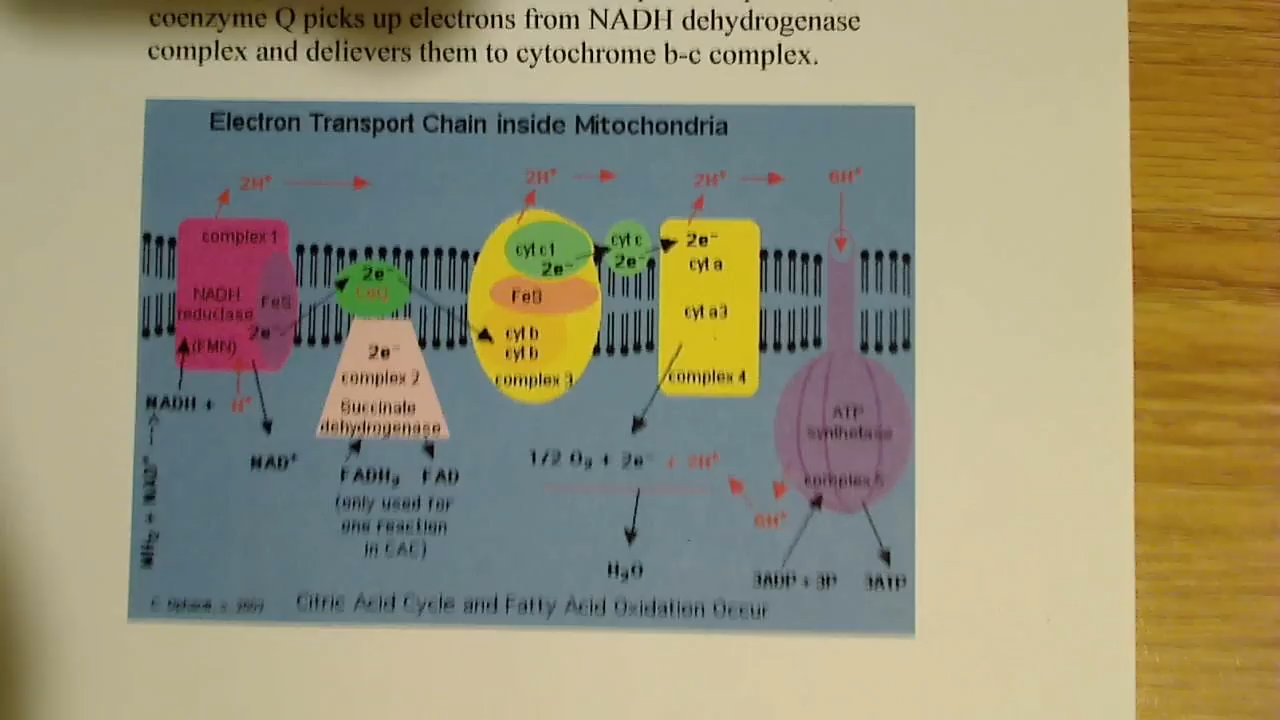 coenzyme Q picks up electrons from NADH dehydrogenase
complex and delievers them to cytochrome b-c complex.
Electron Transport Chain inside Mitochondria
2H⁺
2H⁺
2H⁺
6H⁺
complex 1
NADH
reductase
(FMN)
FeS
2e⁻
2e⁻
CoQ
2e⁻
complex 2
Succinate
dehydrogenase
cyt c1
2e⁻
FeS
cyt b
cyt b
complex 3
cyt c
2e⁻
2e⁻
cyt a
cyt a3
complex 4
ATP
synthetase
complex 5
NADH + H⁺
NAD⁺
FADH₂ FAD
(only used for
one reaction
in CAC)
1/2 O₂ + 2e⁻ + 2H⁺
6H⁺
H₂O
3ADP + 3P 3ATP
Citric Acid Cycle and Fatty Acid Oxidation Occur